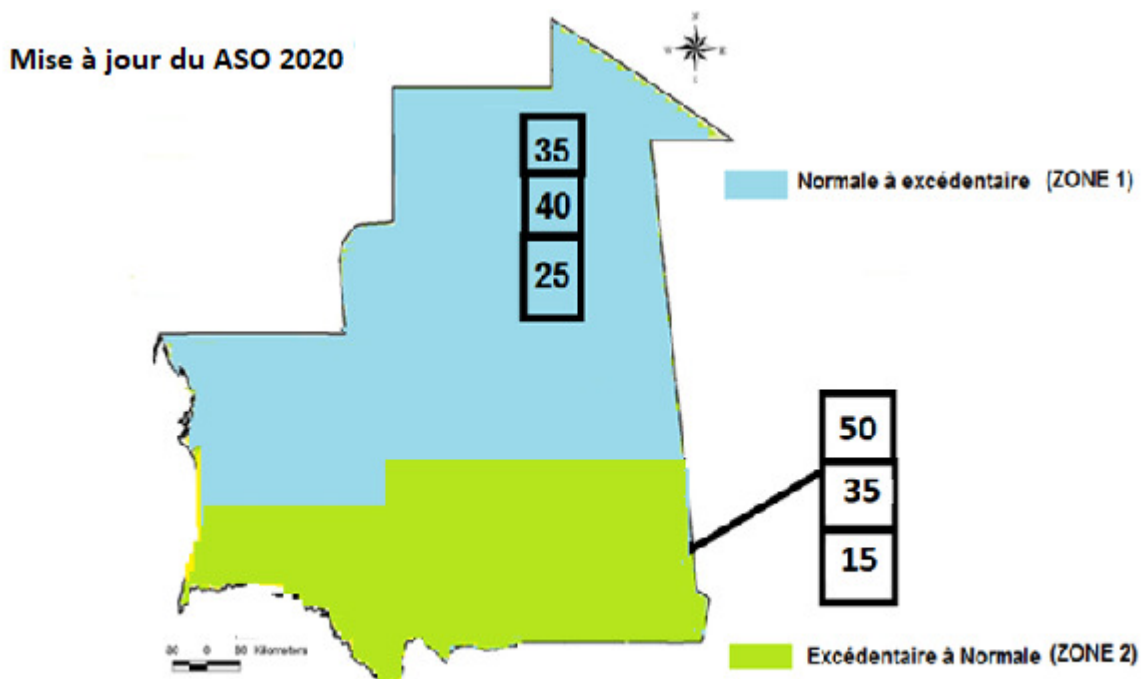 Mise à jour du ASO 2020
35
40
25
Normale à excédentaire (ZONE 1)
50
35
15
Kilometers
Excédentaire à Normale (ZONE 2)